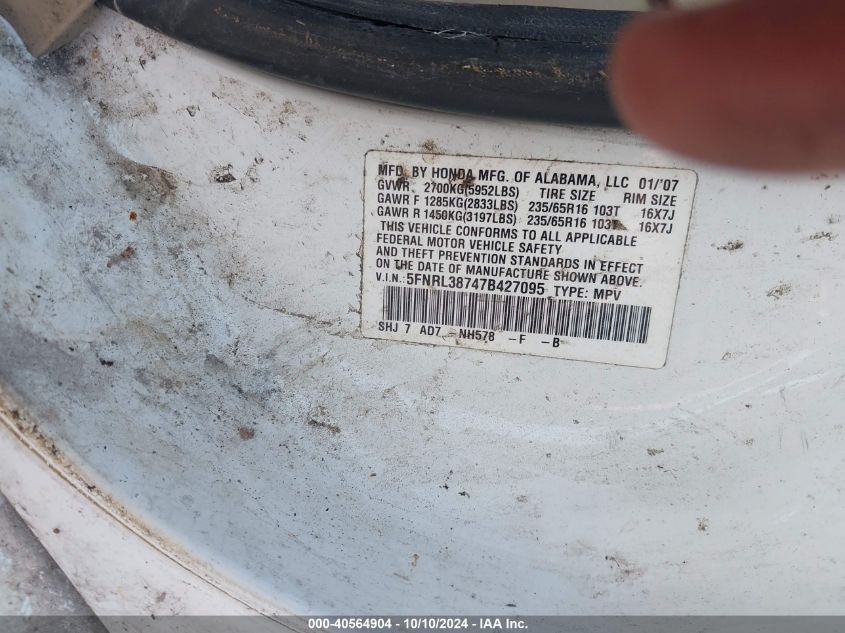 MFD. BY HONDA MFG. OF ALABAMA, LLC 01/'07
GVWR 2700KG(5952LBS) TIRE SIZE RIM SIZE
GAWR F 1285KG(2833LBS) 235/65R16 103T 16X7J
GAWR R 1450KG(3197LBS) 235/65R16 103T 16X7J
THIS VEHICLE CONFORMS TO ALL APPLICABLE
FEDERAL MOTOR VEHICLE SAFETY
AND THEFT PREVENTION STANDARDS IN EFFECT
ON THE DATE OF MANUFACTURE SHOWN ABOVE.
V.I.N.: 5FNRL38747B427095 TYPE: MPV
SHJ 7 AD7 NH578 -F -B
000-40564904 - 10/10/2024 - IAA Inc.